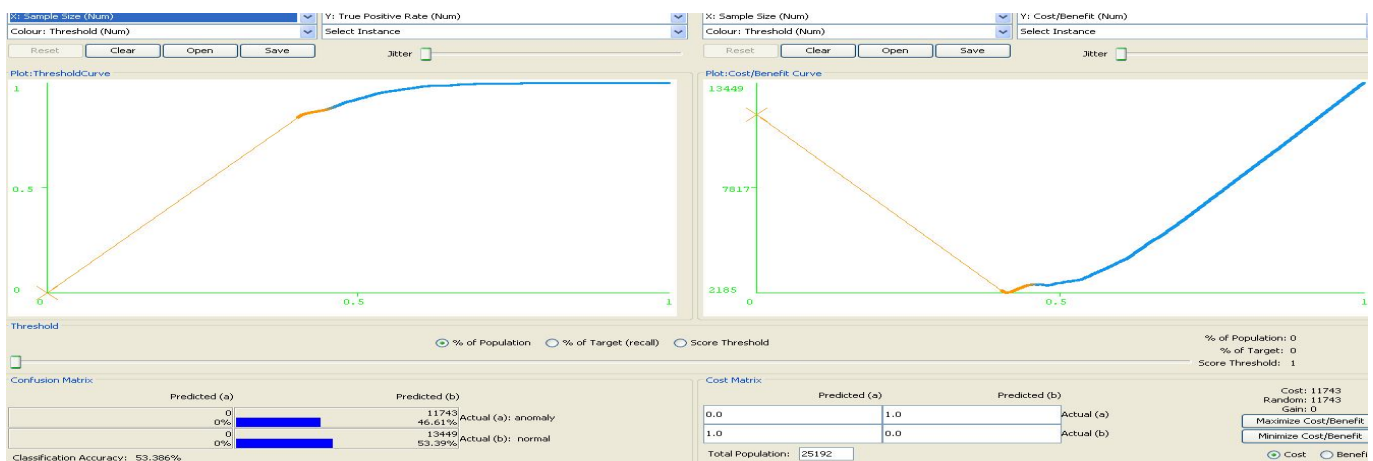 X: Sample Size (Num) Y: True Positive Rate (Num) X: Sample Size (Num) Y: Cost/Benefit (Num)
Colour: Threshold (Num) Select Instance Colour: Threshold (Num) Select Instance
Reset Clear Open Save Jitter Reset Clear Open Save Jitter
Plot:ThresholdCurve Plot:Cost/Benefit Curve
1 13449
0.5 7817
0 2185
0 0.5 1 0 0.5 1
Threshold
% of Population % of Target (recall) Score Threshold
% of Population: 0
% of Target: 0
Score Threshold: 1
Confusion Matrix
Predicted (a) Predicted (b)
0 11743
0% 46.61% Actual (a): anomaly
0 13449
0% 53.39% Actual (b): normal
Classification Accuracy: 53.386%
Cost Matrix
Predicted (a) Predicted (b)
0.0 1.0 Actual (a)
1.0 0.0 Actual (b)
Total Population: 25192
Cost: 11743
Random: 11743
Gain: 0
Maximize Cost/Benefit
Minimize Cost/Benefit
Cost Benefi